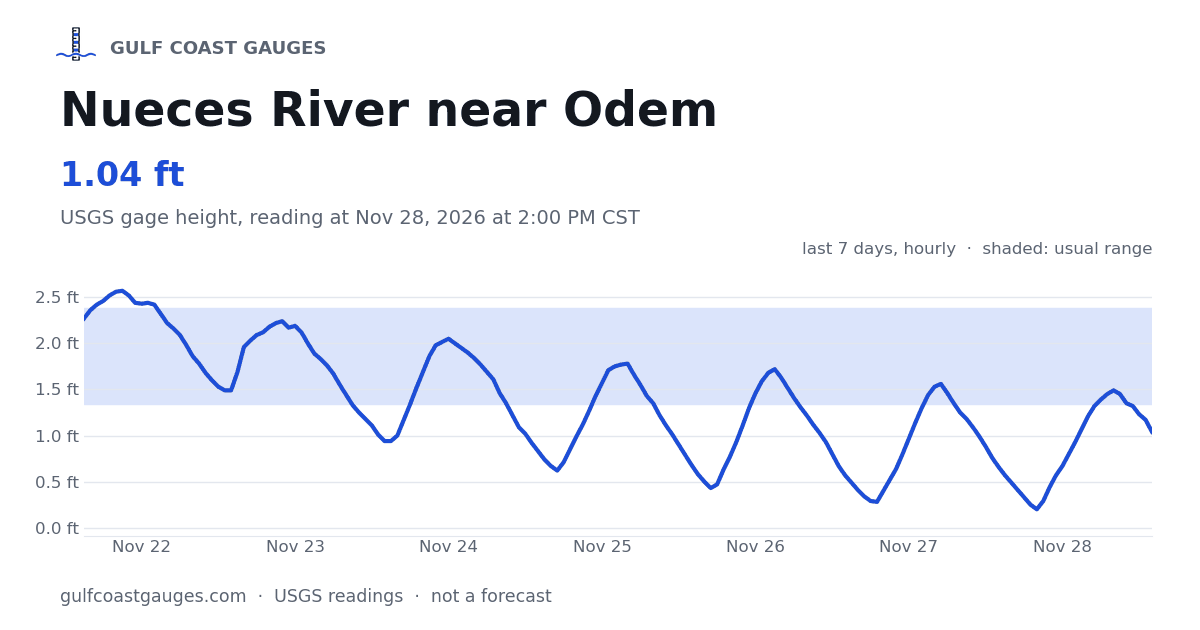 GULF COAST GAUGES
Nueces River near Odem
1.04 ft
USGS gage height, reading at Nov 28, 2026 at 2:00 PM CST
last 7 days, hourly · shaded: usual range
2.5 ft
2.0 ft
1.5 ft
1.0 ft
0.5 ft
0.0 ft
Nov 22 Nov 23 Nov 24 Nov 25 Nov 26 Nov 27 Nov 28
gulfcoastgauges.com · USGS readings · not a forecast